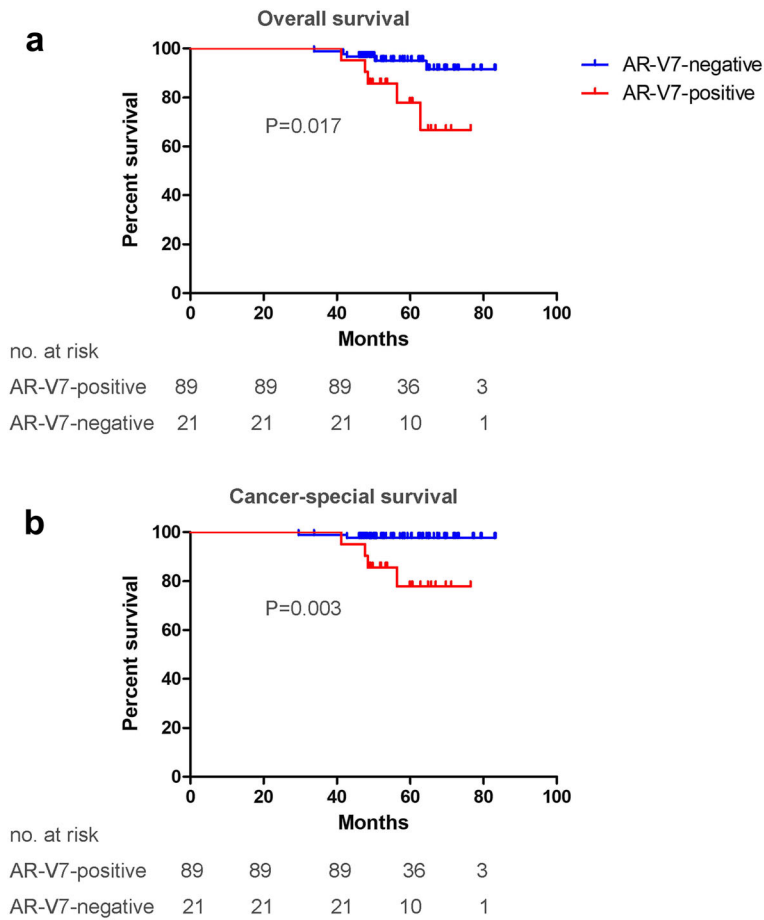 a
Overall survival
AR-V7-negative
AR-V7-positive
P=0.017
Percent survival
100
80
60
40
20
0
0 20 40 60 80 100
Months
no. at risk
AR-V7-positive 89 89 89 36 3
AR-V7-negative 21 21 21 10 1
b
Cancer-special survival
P=0.003
Percent survival
100
80
60
40
20
0
0 20 40 60 80 100
Months
no. at risk
AR-V7-positive 89 89 89 36 3
AR-V7-negative 21 21 21 10 1